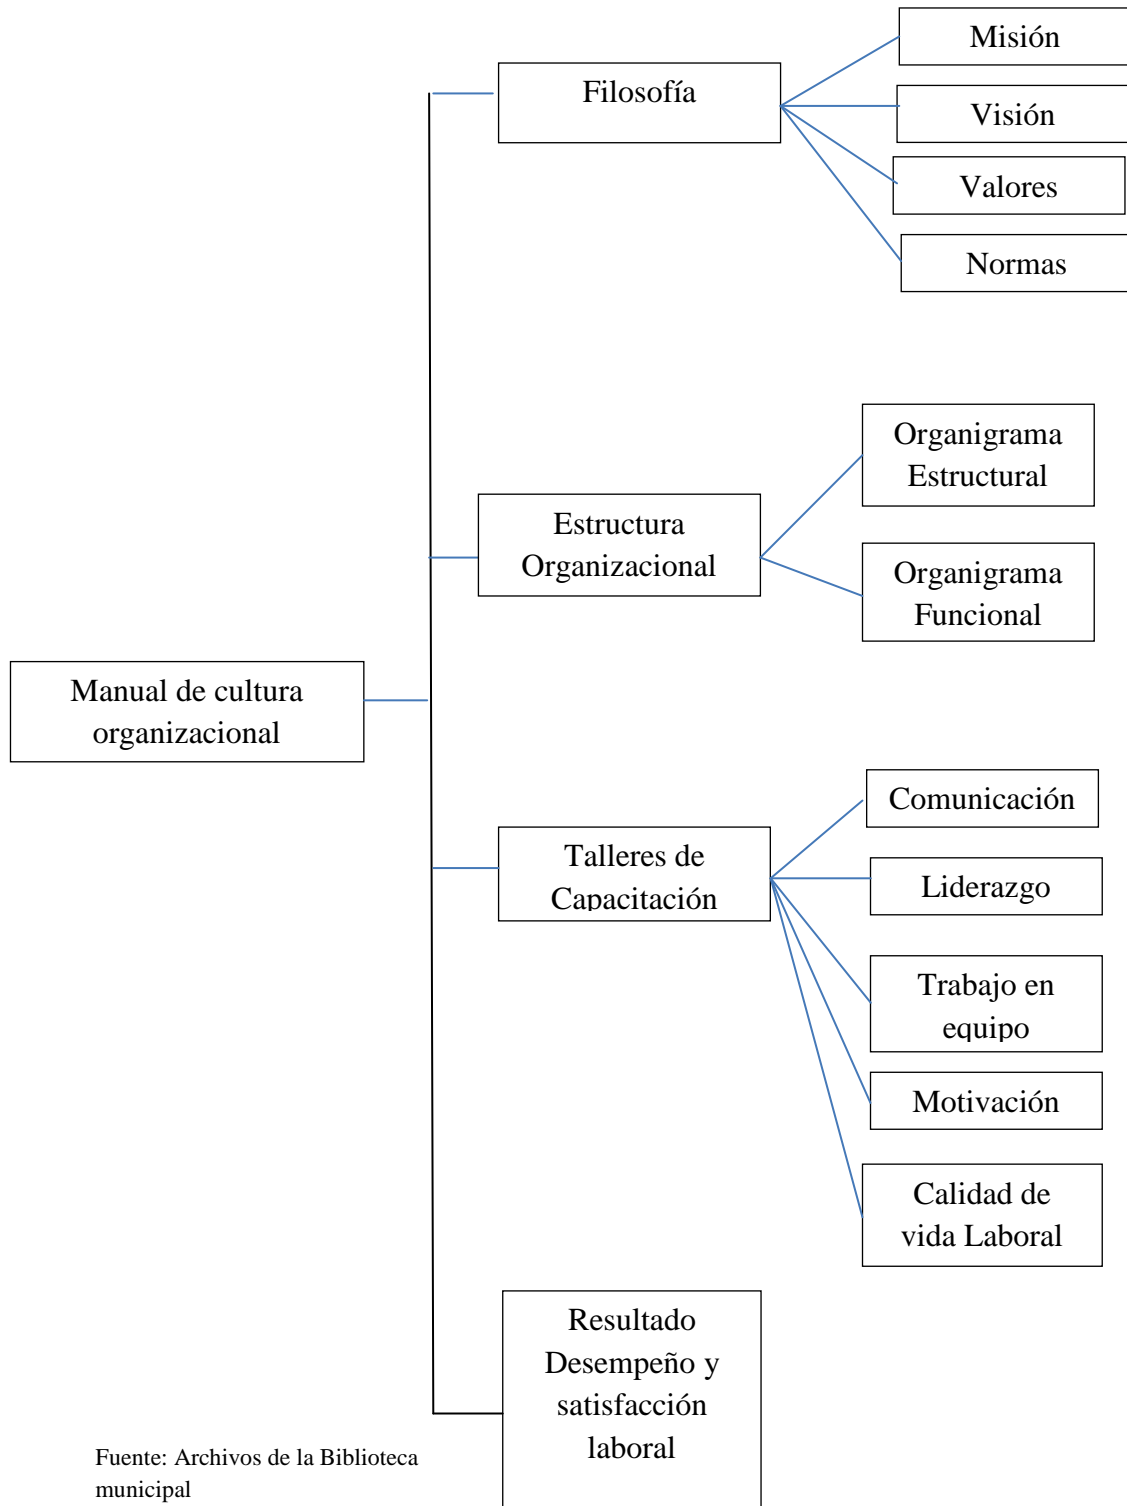 Misión
Filosofía
Visión
Valores
Normas
Organigrama
Estructural
Estructura
Organizacional
Organigrama
Funcional
Manual de cultura
organizacional
Comunicación
Talleres de
Capacitación
Liderazgo
Trabajo en
equipo
Motivación
Calidad de
vida Laboral
Resultado
Desempeño y
satisfacción
laboral
Fuente: Archivos de la Biblioteca
municipal